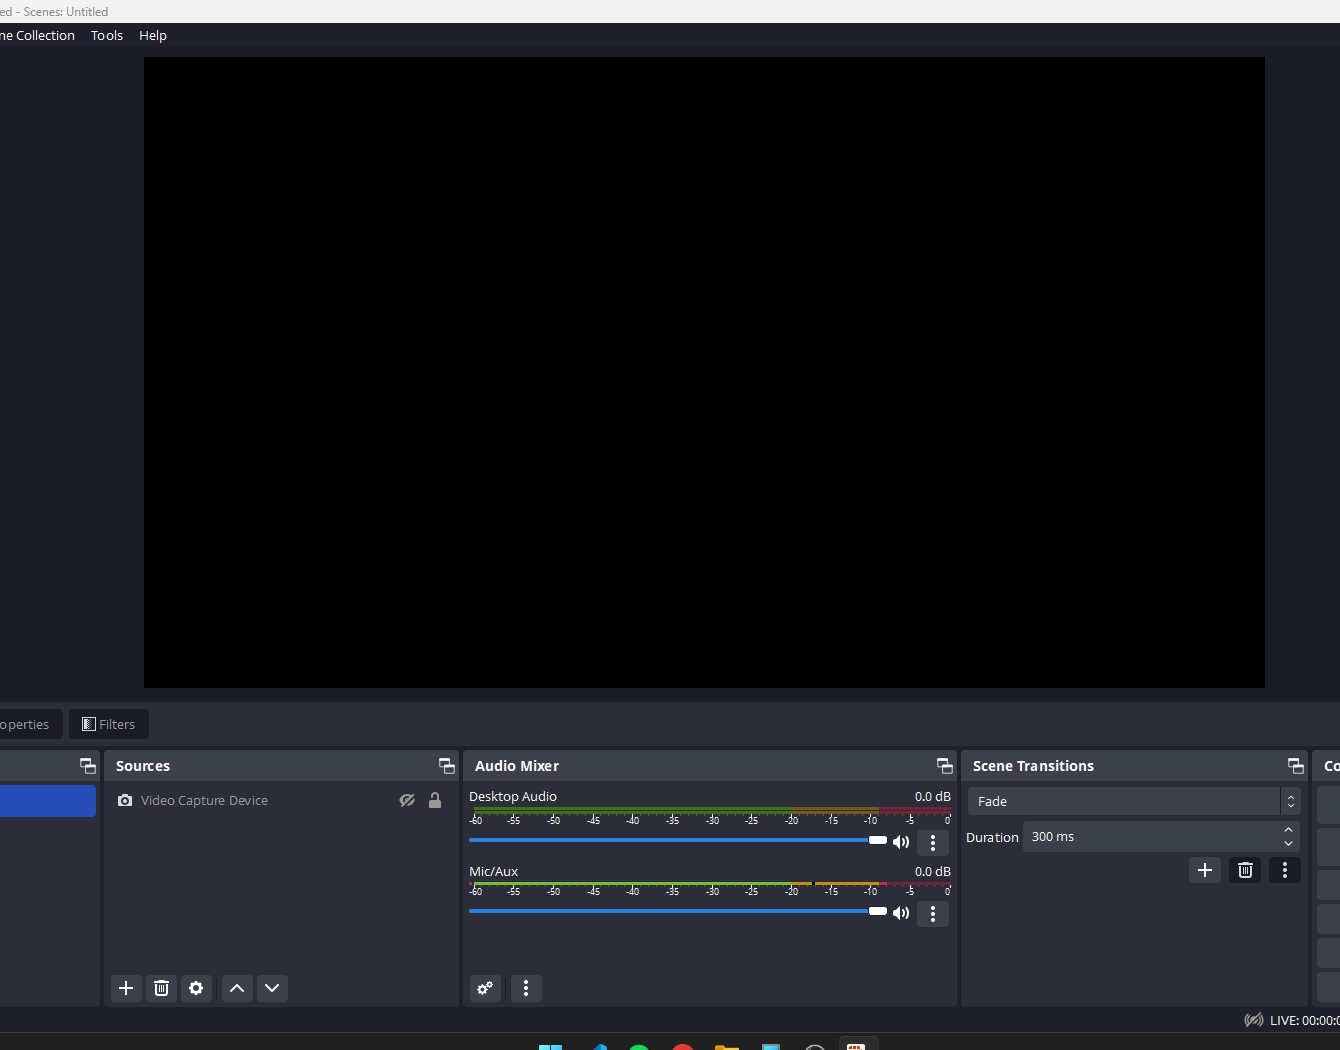 ed - Scenes: Untitled
ne Collection Tools Help
operties Filters
Sources Audio Mixer Scene Transitions Co
Video Capture Device
Desktop Audio 0.0 dB
-60 -55 -50 -45 -40 -35 -30 -25 -20 -15 -10 -5 0
Mic/Aux 0.0 dB
-60 -55 -50 -45 -40 -35 -30 -25 -20 -15 -10 -5 0
Fade
Duration 300 ms
LIVE: 00:00:0